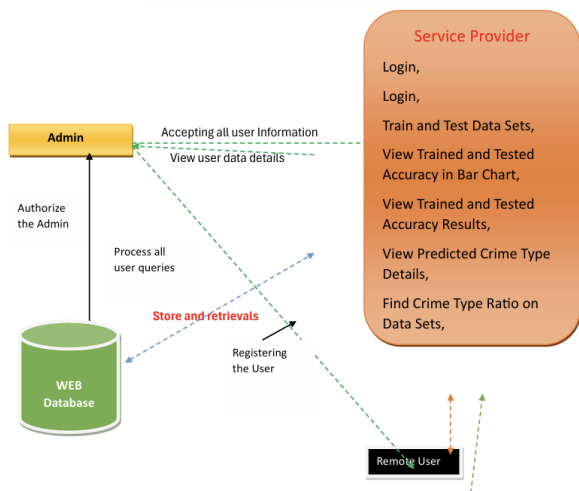 Service Provider
Login,
Login,
Train and Test Data Sets,
View Trained and Tested
Accuracy in Bar Chart,
View Trained and Tested
Accuracy Results,
View Predicted Crime Type
Details,
Find Crime Type Ratio on
Data Sets,
Admin
Accepting all user Information
View user data details
Authorize
the Admin
Process all
user queries
Store and retrievals
Registering
the User
WEB
Database
Remote User